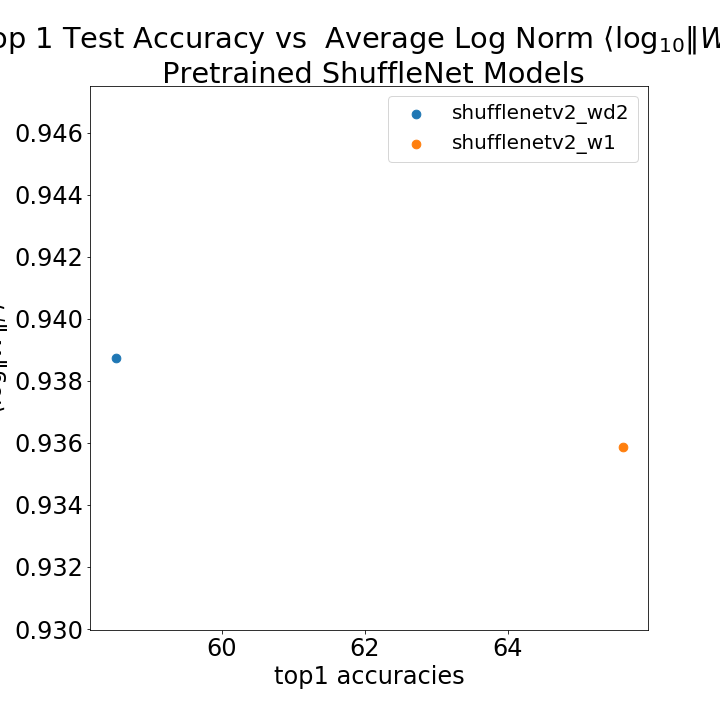 op 1 Test Accuracy vs Average Log Norm ⟨log₁₀‖W
Pretrained ShuffleNet Models
shufflenetv2_wd2
shufflenetv2_w1
0.946
0.944
0.942
0.940
0.938
0.936
0.934
0.932
0.930
60 62 64
top1 accuracies